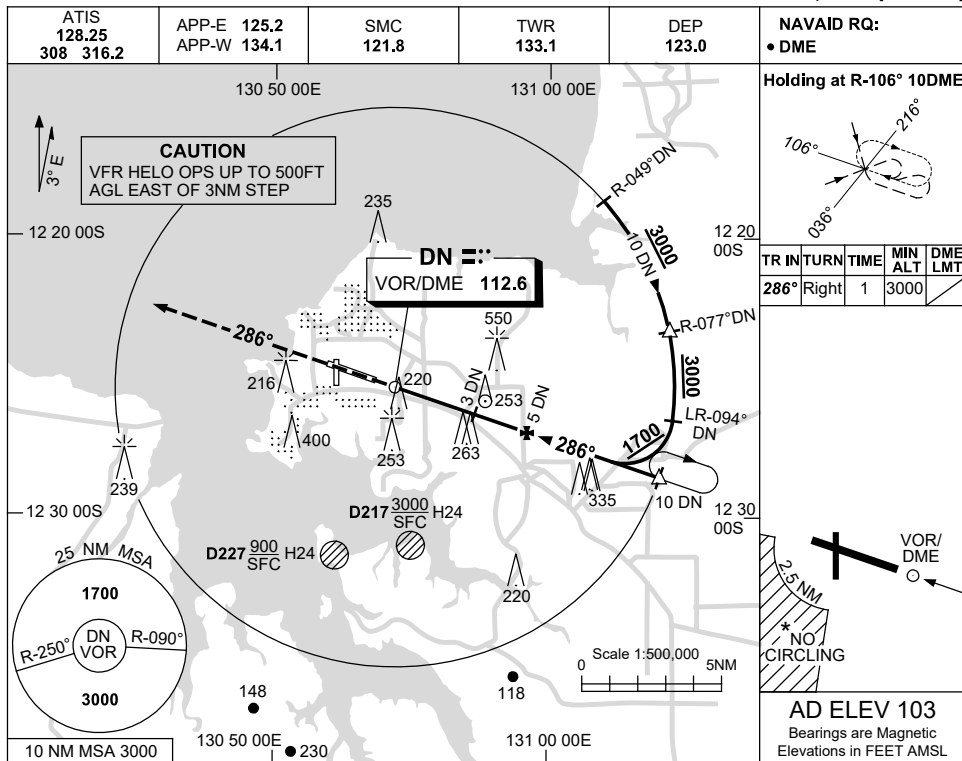 ATIS
128.25
308 316.2
APP-E 125.2
APP-W 134.1
SMC
121.8
TWR
133.1
DEP
123.0
NAVAID RQ:
• DME
130 50 00E
131 00 00E
3° E
CAUTION
VFR HELO OPS UP TO 500FT
AGL EAST OF 3NM STEP
Holding at R-106° 10DME
106°
216°
036°
TR IN TURN TIME MIN ALT DME LMT
286° Right 1 3000
12 20 00S
12 20
00S
235
R-049°DN
10 DN
3000
DN
VOR/DME 112.6
R-077°DN
550
286°
216
220
3 DN
253
5 DN
3000
LR-094°
DN
400
253
263
286°
1700
239
335
10 DN
12 30 00S
12 30
00S
D217 3000
SFC
H24
D227 900
SFC
H24
220
25 NM MSA
1700
R-250°
DN
VOR
R-090°
3000
10 NM MSA 3000
148
230
118
Scale 1:500,000
0
5NM
130 50 00E
131 00 00E
VOR/
DME
2.5 NM
*NO
CIRCLING
AD ELEV 103
Bearings are Magnetic
Elevations in FEET AMSL